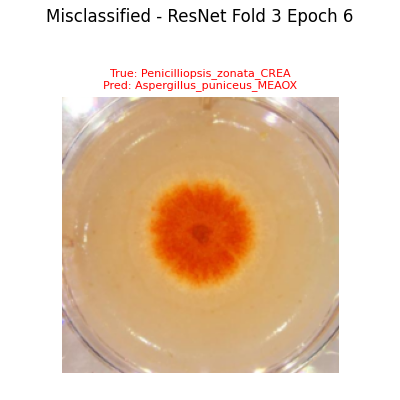 Misclassified - ResNet Fold 3 Epoch 6
True: Penicilliopsis_zonata_CREA
Pred: Aspergillus_puniceus_MEAOX